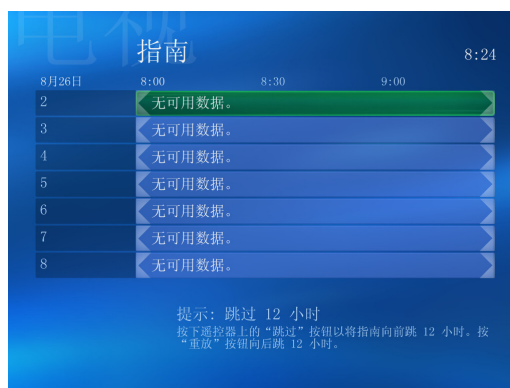 电视
指南
8:24
8月26日 8:00 8:30 9:00
2 无可用数据。
3 无可用数据。
4 无可用数据。
5 无可用数据。
6 无可用数据。
7 无可用数据。
8 无可用数据。
提示: 跳过 12 小时
按下遥控器上的“跳过”按钮以将指南向前跳 12 小时。按
“重放”按钮向后跳 12 小时。